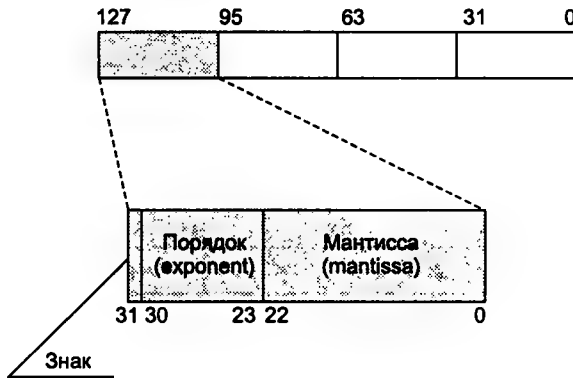 127 95 63 31 0
Порядок Мантисса
(exponent) (mantissa)
31 30 23 22 0
Знак